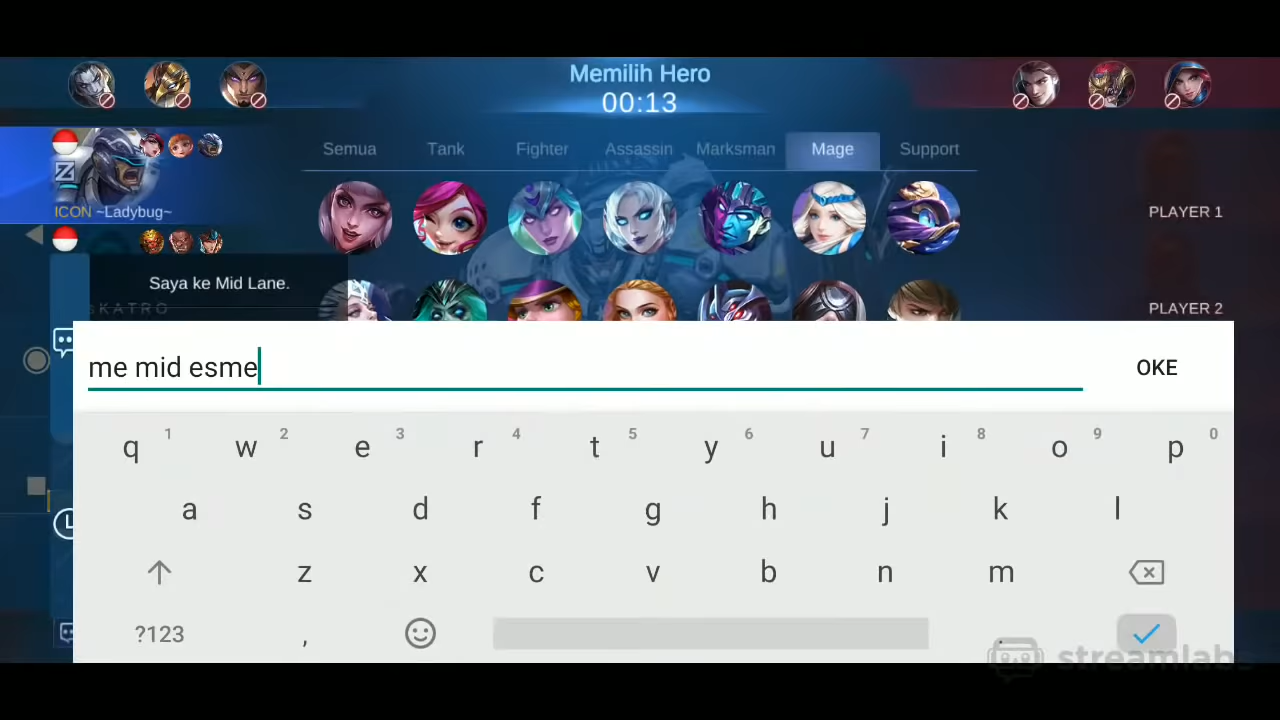 Memilih Hero
00:13
Semua Tank Fighter Assassin Marksman Mage Support
ICON ~Ladybug~
PLAYER 1
Saya ke Mid Lane.
sKATRO
PLAYER 2
me mid esme
OKE
1 2 3 4 5 6 7 8 9 0
q w e r t y u i o p
a s d f g h j k l
z x c v b n m
?123 , .
streamlabs